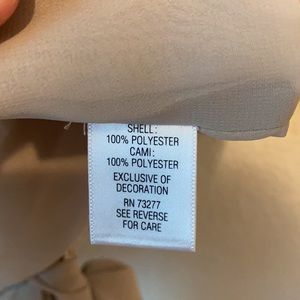 SHELL:
100% POLYESTER
CAMI:
100% POLYESTER
EXCLUSIVE OF
DECORATION
RN 73277
SEE REVERSE
FOR CARE